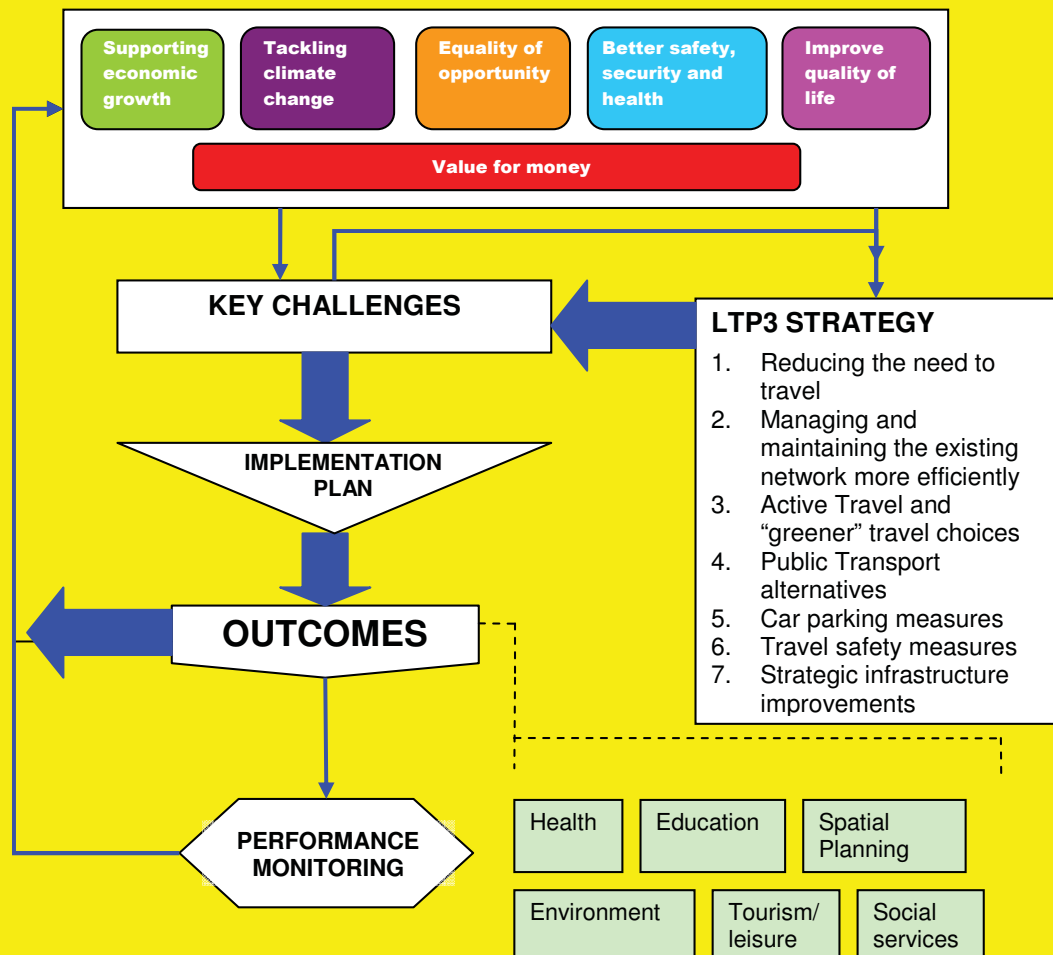 Supporting
economic
growth
Tackling
climate
change
Equality of
opportunity
Better safety,
security and
health
Improve
quality of
life
Value for money
KEY CHALLENGES
LTP3 STRATEGY
1. Reducing the need to
travel
2. Managing and
maintaining the existing
network more efficiently
3. Active Travel and
“greener” travel choices
4. Public Transport
alternatives
5. Car parking measures
6. Travel safety measures
7. Strategic infrastructure
improvements
IMPLEMENTATION
PLAN
OUTCOMES
PERFORMANCE
MONITORING
Health
Education
Spatial
Planning
Environment
Tourism/
leisure
Social
services